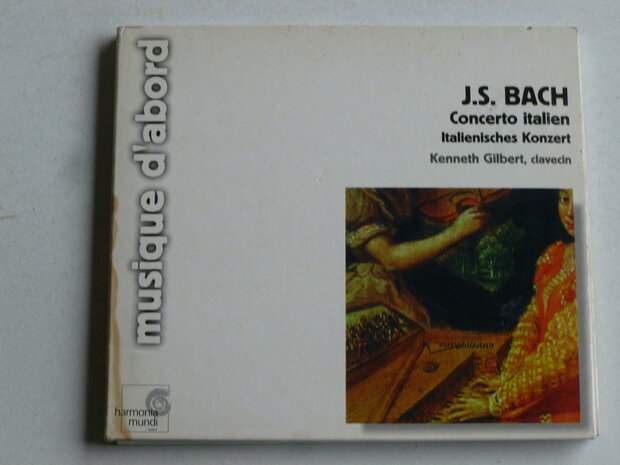 musique d'abord
J.S. BACH
Concerto italien
Italienisches Konzert
Kenneth Gilbert, clavecin
harmonia
mundi